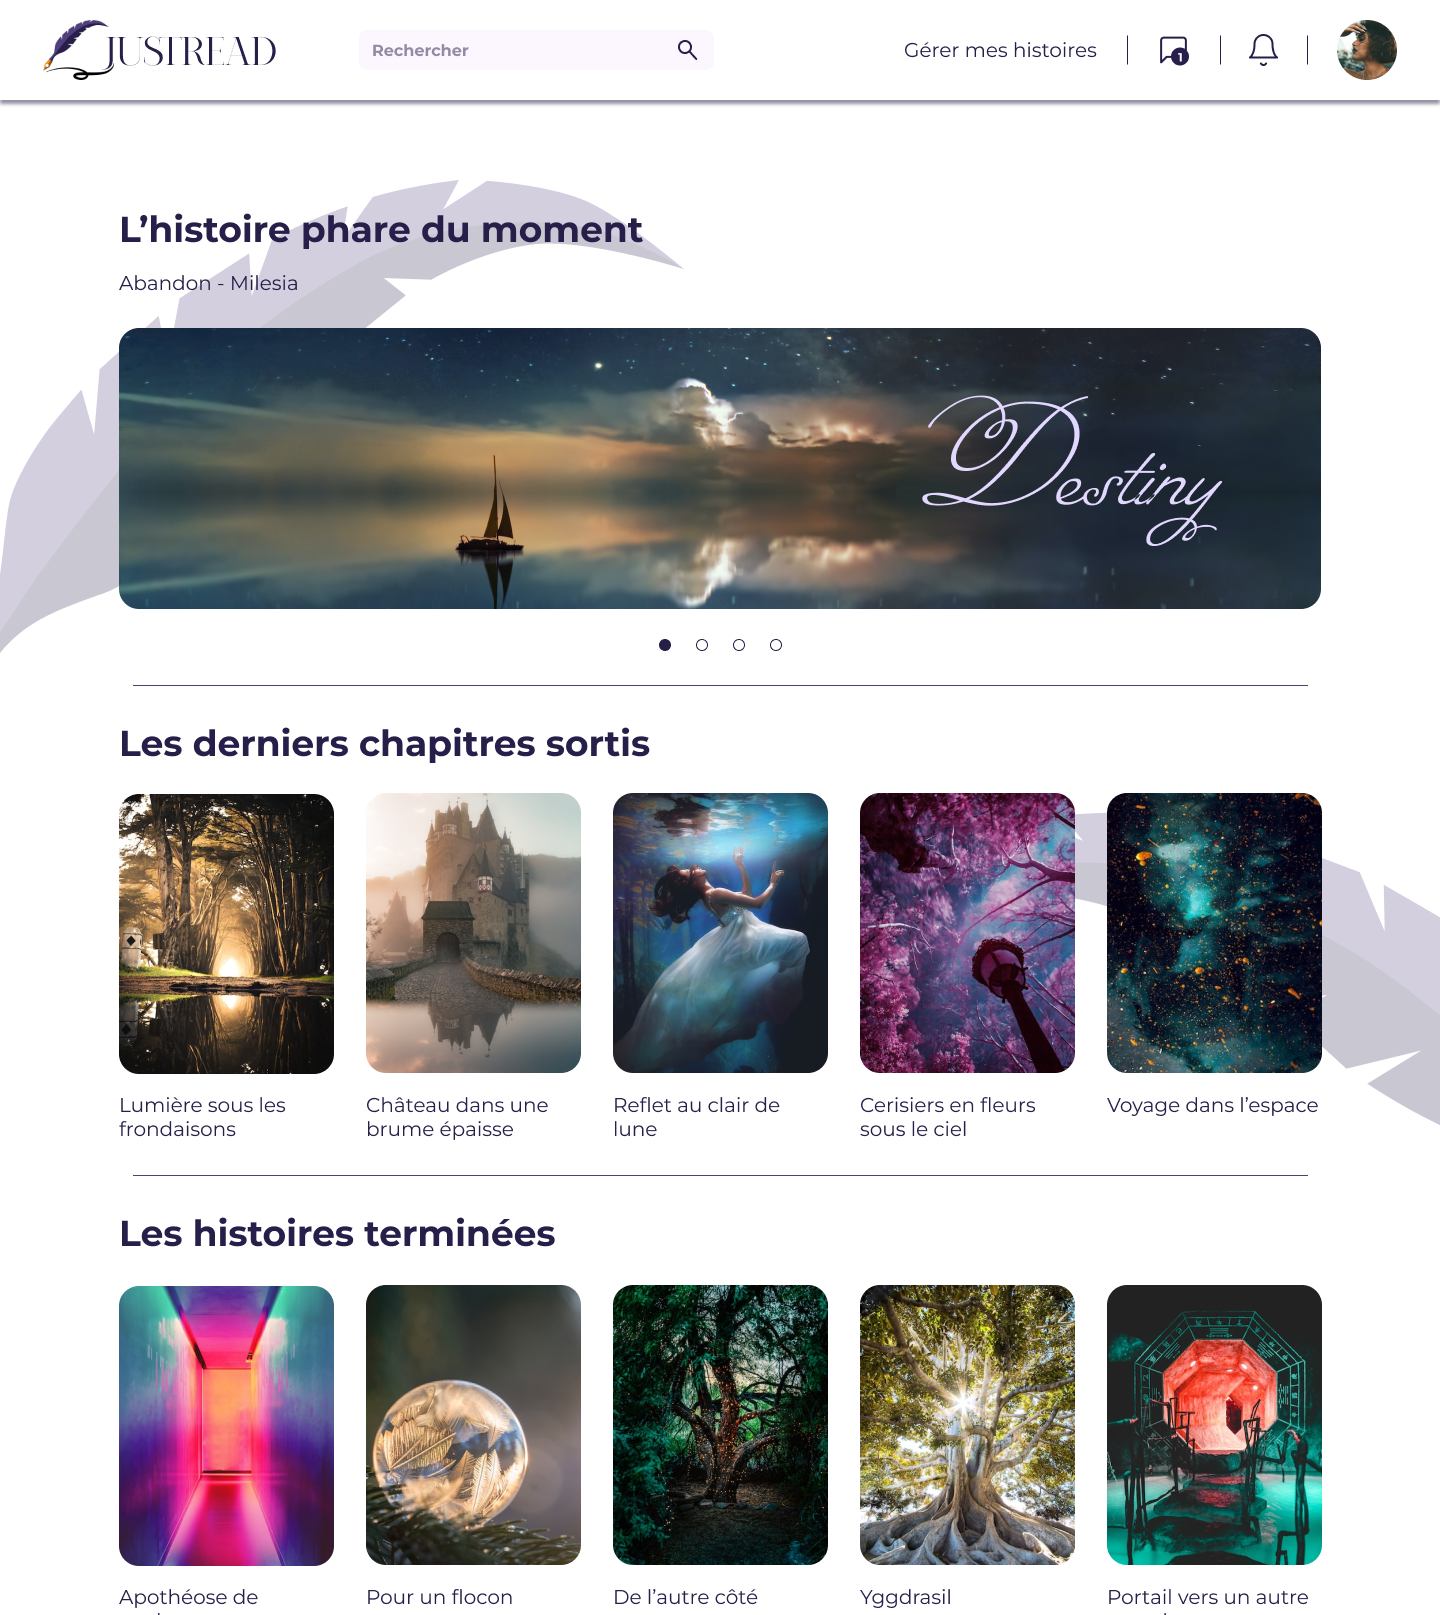 JUSTREAD
Rechercher
Gérer mes histoires
1
L’histoire phare du moment
Abandon - Milesia
Destiny
Les derniers chapitres sortis
Lumière sous les
frondaisons
Château dans une
brume épaisse
Reflet au clair de
lune
Cerisiers en fleurs
sous le ciel
Voyage dans l’espace
Les histoires terminées
Apothéose de
Pour un flocon
De l’autre côté
Yggdrasil
Portail vers un autre